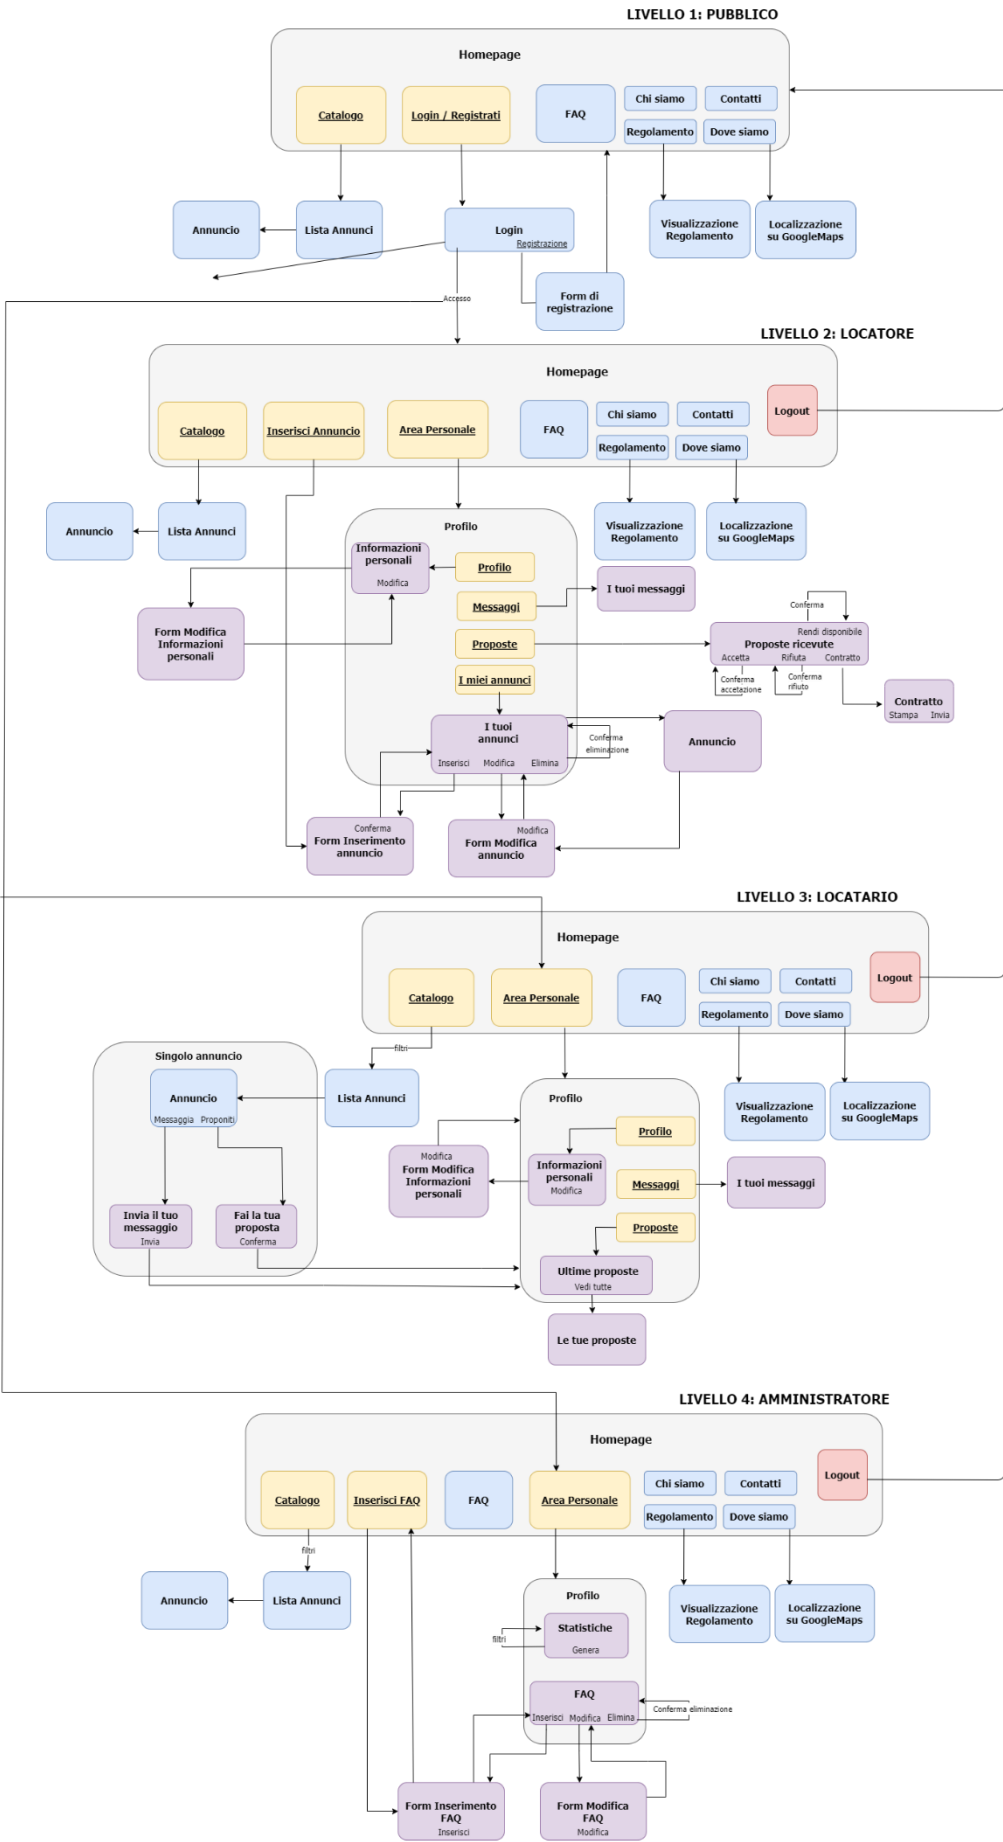 LIVELLO 1: PUBBLICO
Homepage
Catalogo
Login / Registrati
FAQ
Chi siamo
Contatti
Regolamento
Dove siamo
Annuncio
Lista Annunci
Login
Registrazione
Visualizzazione
Regolamento
Localizzazione
su GoogleMaps
Form di
registrazione
Accesso
LIVELLO 2: LOCATORE
Homepage
Catalogo
Inserisci Annuncio
Area Personale
FAQ
Chi siamo
Contatti
Regolamento
Dove siamo
Logout
Annuncio
Lista Annunci
Visualizzazione
Regolamento
Localizzazione
su GoogleMaps
Profilo
Informazioni
personali
Modifica
Profilo
Messaggi
Proposte
I miei annunci
I tuoi messaggi
Form Modifica
Informazioni
personali
Conferma
Rendi disponibile
Proposte ricevute
Accetta
Rifiuta
Contratto
Conferma
accetazione
Conferma
rifiuto
Contratto
Stampa
Invia
I tuoi
annunci
Inserisci
Modifica
Elimina
Conferma
eliminazione
Annuncio
Conferma
Form Inserimento
annuncio
Modifica
Form Modifica
annuncio
LIVELLO 3: LOCATARIO
Homepage
Catalogo
Area Personale
FAQ
Chi siamo
Contatti
Regolamento
Dove siamo
Logout
filtri
Singolo annuncio
Annuncio
Messaggia
Proponiti
Lista Annunci
Invia il tuo
messaggio
Invia
Fai la tua
proposta
Conferma
Profilo
Profilo
Informazioni
personali
Modifica
Messaggi
Proposte
Ultime proposte
Vedi tutte
Modifica
Form Modifica
Informazioni
personali
Visualizzazione
Regolamento
Localizzazione
su GoogleMaps
I tuoi messaggi
Le tue proposte
LIVELLO 4: AMMINISTRATORE
Homepage
Catalogo
Inserisci FAQ
FAQ
Area Personale
Chi siamo
Contatti
Regolamento
Dove siamo
Logout
filtri
Annuncio
Lista Annunci
Visualizzazione
Regolamento
Localizzazione
su GoogleMaps
Profilo
Statistiche
Genera
filtri
FAQ
Inserisci
Modifica
Elimina
Conferma eliminazione
Form Inserimento
FAQ
Inserisci
Form Modifica
FAQ
Modifica